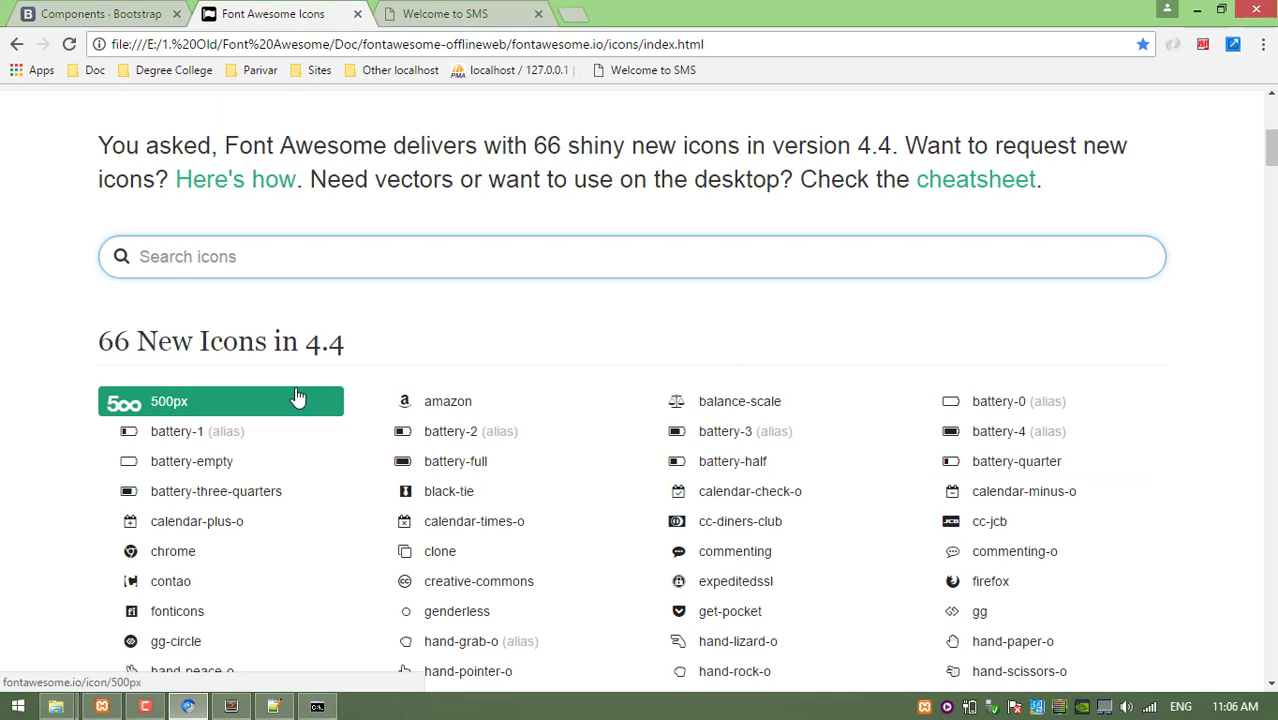 Components · Bootstrap
Font Awesome Icons
Welcome to SMS
file:///E:/1.%20Old/Font%20Awesome/Doc/fontawesome-offlineweb/fontawesome.io/icons/index.html
Apps Doc Degree College Parivar Sites Other localhost localhost / 127.0.0.1 | Welcome to SMS
You asked, Font Awesome delivers with 66 shiny new icons in version 4.4. Want to request new
icons? Here's how. Need vectors or want to use on the desktop? Check the cheatsheet.
Search icons
66 New Icons in 4.4
500px amazon balance-scale battery-0 (alias)
battery-1 (alias) battery-2 (alias) battery-3 (alias) battery-4 (alias)
battery-empty battery-full battery-half battery-quarter
battery-three-quarters black-tie calendar-check-o calendar-minus-o
calendar-plus-o calendar-times-o cc-diners-club cc-jcb
chrome clone commenting commenting-o
contao creative-commons expeditedssl firefox
fonticons genderless get-pocket gg
gg-circle hand-grab-o (alias) hand-lizard-o hand-paper-o
hand-peace-o hand-pointer-o hand-rock-o hand-scissors-o
fontawesome.io/icon/500px
ENG 11:06 AM